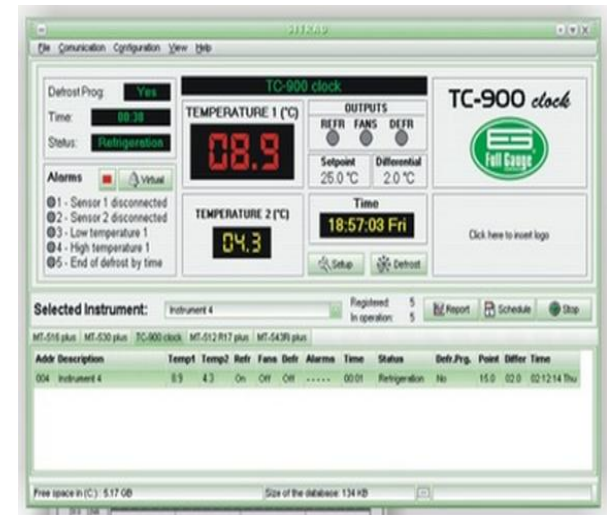 SITRAD
File Comunication Configuration View Help
Defrost Prog: Yes
Time: 00:30
Status: Refrigeration
Alarms Virtual
1 - Sensor 1 disconnected
2 - Sensor 2 disconnected
3 - Low temperature 1
4 - High temperature 1
5 - End of defrost by time
TC-900 clock
TEMPERATURE 1 (°C)
08.9
TEMPERATURE 2 (°C)
04.3
OUTPUTS
REFR FANS DEFR
Setpoint Differential
25.0 °C 2.0 °C
Time
18:57:03 Fri
Setup Defrost
TC-900 clock
Full Gauge
Click here to insert logo
Selected Instrument: Instrument 4
Registered: 5
In operation: 5
Report Schedule Stop
MT-516 plus MT-530 plus TC-900 clock MT-512 R17 plus MT-543Ri plus
Addr Description Temp1 Temp2 Refr Fans Defr Alarms Time Status Defr.Prg. Point Differ Time
004 Instrument 4 8.9 4.3 On Off Off ----- 00:01 Refrigeration No 15.0 02.0 02:12:14 Thu
Free space in (C:) : 5.17 GB Size of the database: 134 KB